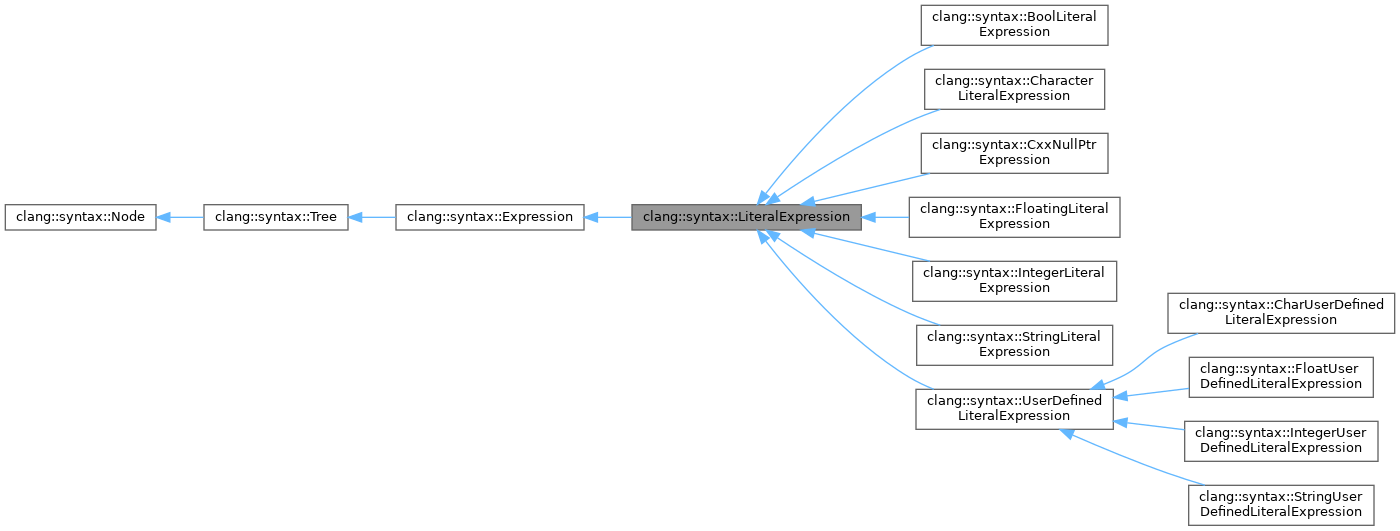 clang::syntax::Node
clang::syntax::Tree
clang::syntax::Expression
clang::syntax::LiteralExpression
clang::syntax::BoolLiteral
Expression
clang::syntax::Character
LiteralExpression
clang::syntax::CxxNullPtr
Expression
clang::syntax::FloatingLiteral
Expression
clang::syntax::IntegerLiteral
Expression
clang::syntax::StringLiteral
Expression
clang::syntax::UserDefined
LiteralExpression
clang::syntax::CharUserDefined
LiteralExpression
clang::syntax::FloatUser
DefinedLiteralExpression
clang::syntax::IntegerUser
DefinedLiteralExpression
clang::syntax::StringUser
DefinedLiteralExpression